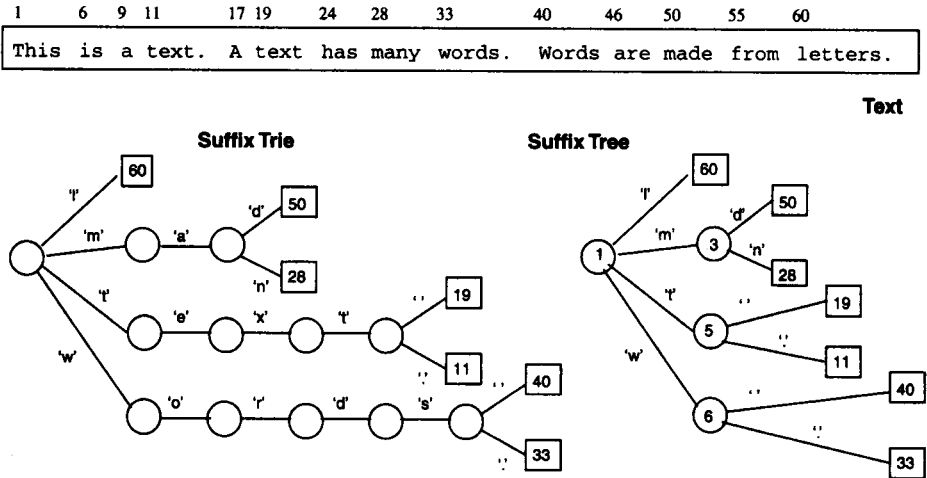 1 6 9 11 17 19 24 28 33 40 46 50 55 60
This is a text. A text has many words. Words are made from letters.
Text
Suffix Trie Suffix Tree
60 60
'l' 'l'
'd' 50 'd' 50
'm' 'a' 'm' 3
1
'n' 28 'n' 28
't' ' ' 19 't' ' ' 19
'e' 'x' 't' 5
'w' '.' 11 'w' '.' 11
' ' 40 ' ' 40
'o' 'r' 'd' 's' 6
'.' 33 '.' 33